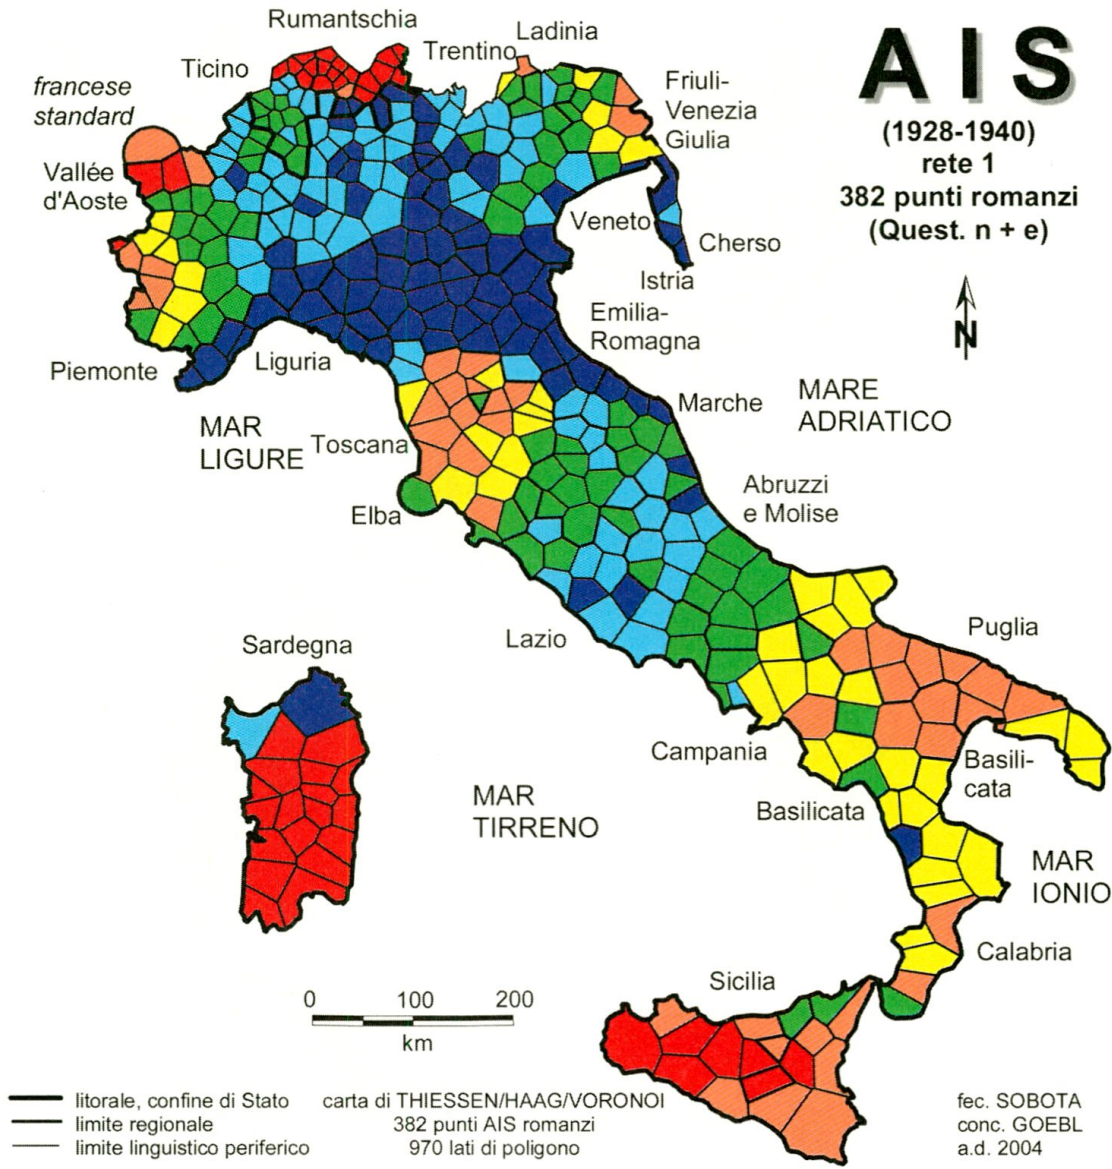 Rumantschia
Ladinia
Trentino
Ticino
francese
standard
Friuli-
Venezia
Giulia
AIS
(1928-1940)
rete 1
382 punti romanzi
(Quest. n + e)
N
Vallée
d'Aoste
Veneto
Cherso
Istria
Emilia-
Romagna
Piemonte
Liguria
Marche
MARE
ADRIATICO
MAR
LIGURE
Toscana
Elba
Abruzzi
e Molise
Lazio
Puglia
Sardegna
Campania
Basili-
cata
Basilicata
MAR
TIRRENO
MAR
IONIO
Calabria
Sicilia
0 100 200
km
litorale, confine di Stato
limite regionale
limite linguistico periferico
carta di THIESSEN/HAAG/VORONOI
382 punti AIS romanzi
970 lati di poligono
fec. SOBOTA
conc. GOEBL
a.d. 2004